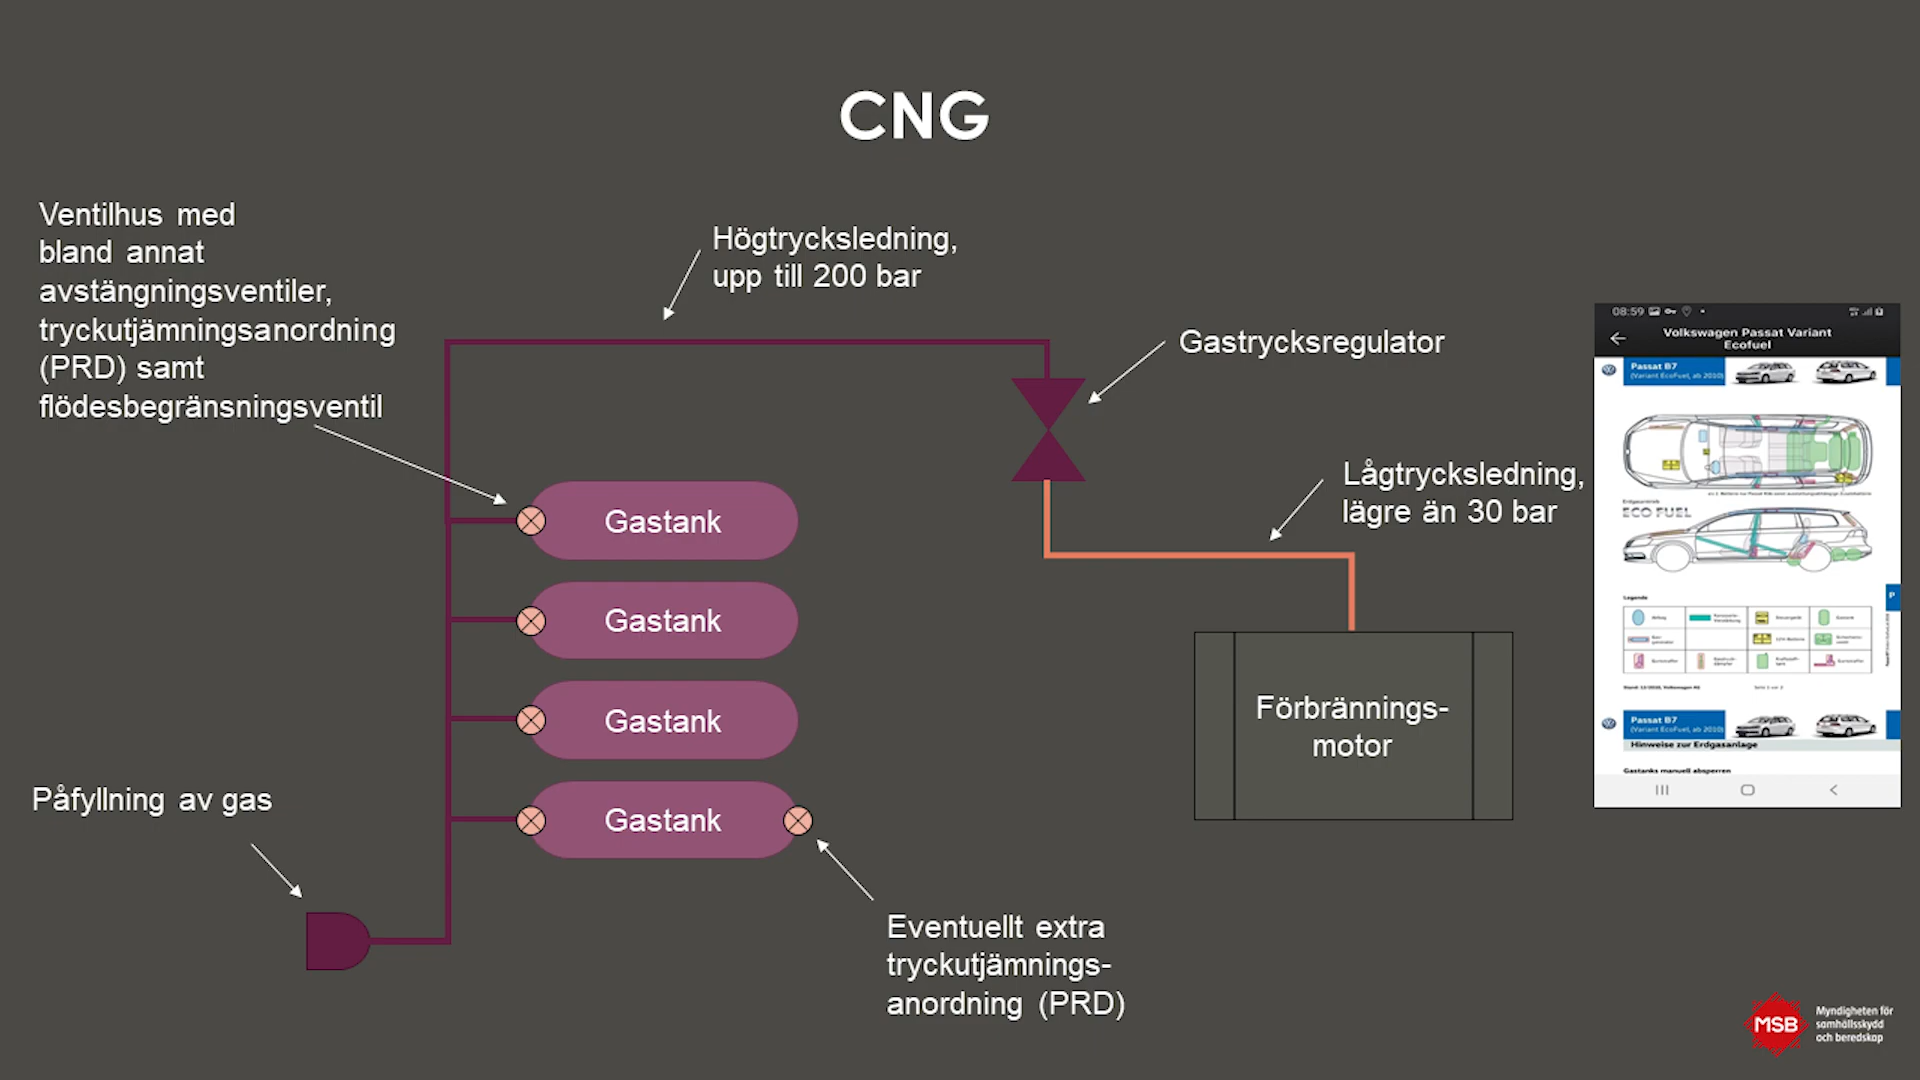 CNG
Ventilhus med
bland annat
avstängningsventiler,
tryckutjämningsanordning
(PRD) samt
flödesbegränsningsventil
Högtrycksledning,
upp till 200 bar
Gastrycksregulator
Lågtrycksledning,
lägre än 30 bar
Gastank
Gastank
Gastank
Gastank
Förbrännings-
motor
Påfyllning av gas
Eventuellt extra
tryckutjämnings-
anordning (PRD)
08:59
Volkswagen Passat Variant
Ecofuel
Passat B7
(Variant EcoFuel, ab 2010)
ECO FUEL
Legende
Airbag
P
Passat B7
(Variant EcoFuel, ab 2010)
Hinweise zur Erdgasanlage
Gastanks manuell absperren
MSB
Myndigheten för
samhällsskydd
och beredskap